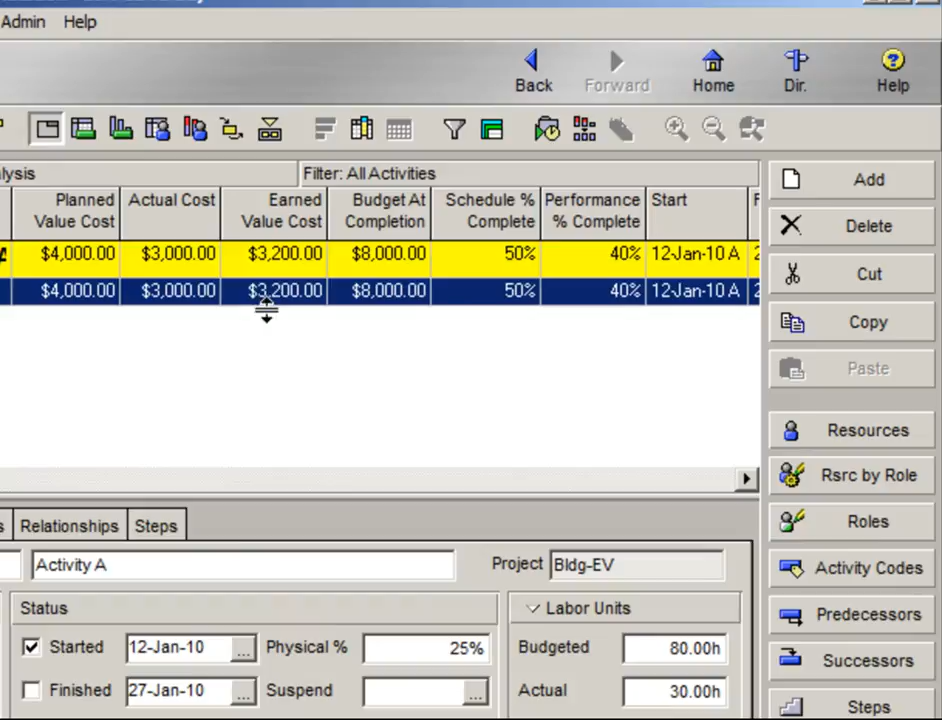 Admin Help
Back Forward Home Dir. Help
lysis Filter: All Activities
Planned Value Cost Actual Cost Earned Value Cost Budget At Completion Schedule % Complete Performance % Complete Start F
$4,000.00 $3,000.00 $3,200.00 $8,000.00 50% 40% 12-Jan-10 A 2
$4,000.00 $3,000.00 $3,200.00 $8,000.00 50% 40% 12-Jan-10 A 2
Add
Delete
Cut
Copy
Paste
Resources
Rsrc by Role
Roles
Activity Codes
Predecessors
Successors
Steps
s Relationships Steps
Activity A Project Bldg-EV
Status Labor Units
Started 12-Jan-10 ... Physical % 25% Budgeted 80.00h
Finished 27-Jan-10 ... Suspend ... Actual 30.00h